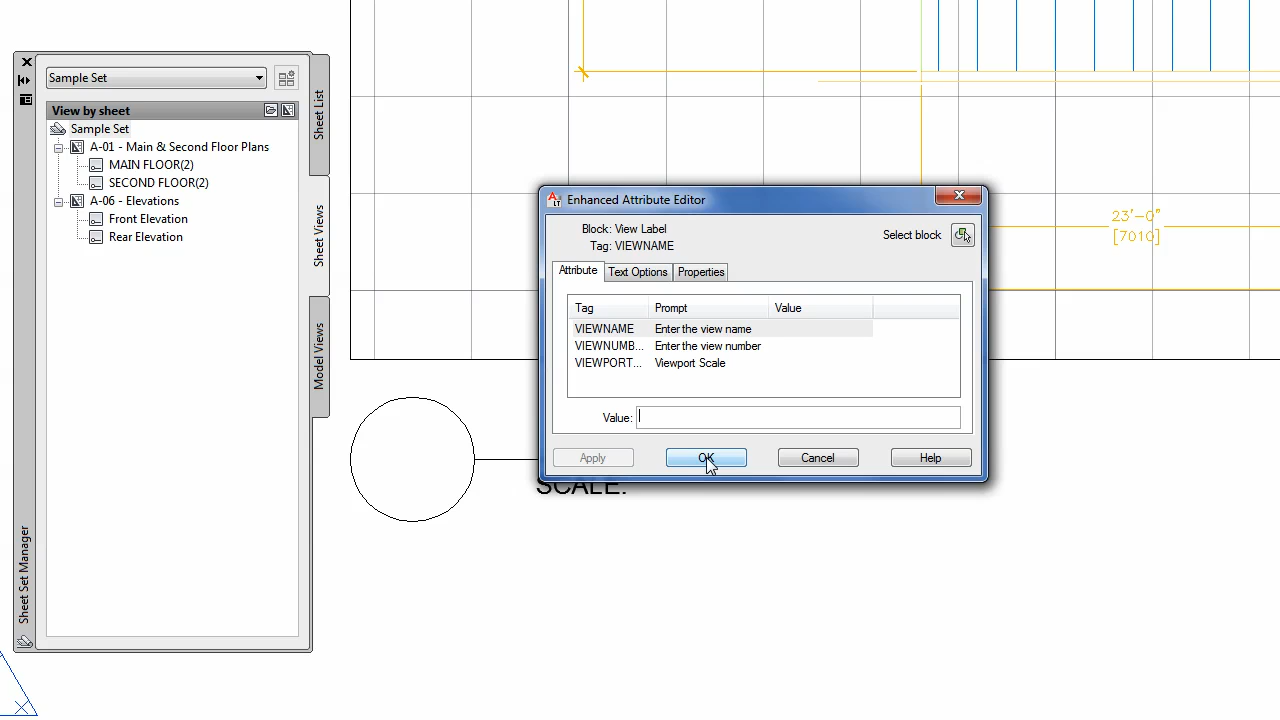 Sample Set
View by sheet
Sample Set
A-01 - Main & Second Floor Plans
MAIN FLOOR(2)
SECOND FLOOR(2)
A-06 - Elevations
Front Elevation
Rear Elevation
Sheet List
Sheet Views
Model Views
Sheet Set Manager
Enhanced Attribute Editor
Block: View Label
Tag: VIEWNAME
Select block
Attribute Text Options Properties
Tag Prompt Value
VIEWNAME Enter the view name
VIEWNUMB... Enter the view number
VIEWPORT... Viewport Scale
Value:
Apply OK Cancel Help
SCALE:
23'-0"
[7010]